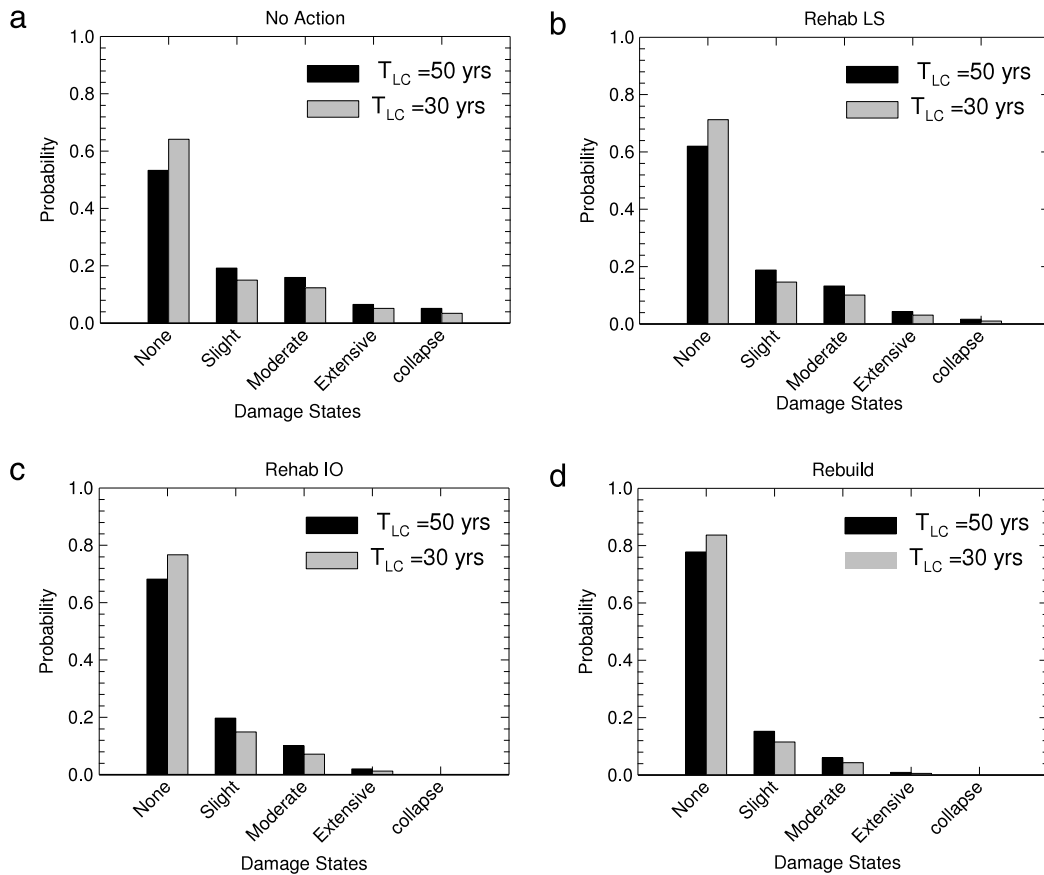 a
No Action
1.0
0.8
0.6
0.4
0.2
0.0
Probability
T_LC =50 yrs
T_LC =30 yrs
None
Slight
Moderate
Extensive
collapse
Damage States
b
Rehab LS
1.0
0.8
0.6
0.4
0.2
0.0
Probability
T_LC =50 yrs
T_LC =30 yrs
None
Slight
Moderate
Extensive
collapse
Damage States
c
Rehab IO
1.0
0.8
0.6
0.4
0.2
0.0
Probability
T_LC =50 yrs
T_LC =30 yrs
None
Slight
Moderate
Extensive
collapse
Damage States
d
Rebuild
1.0
0.8
0.6
0.4
0.2
0.0
Probability
T_LC =50 yrs
T_LC =30 yrs
None
Slight
Moderate
Extensive
collapse
Damage States